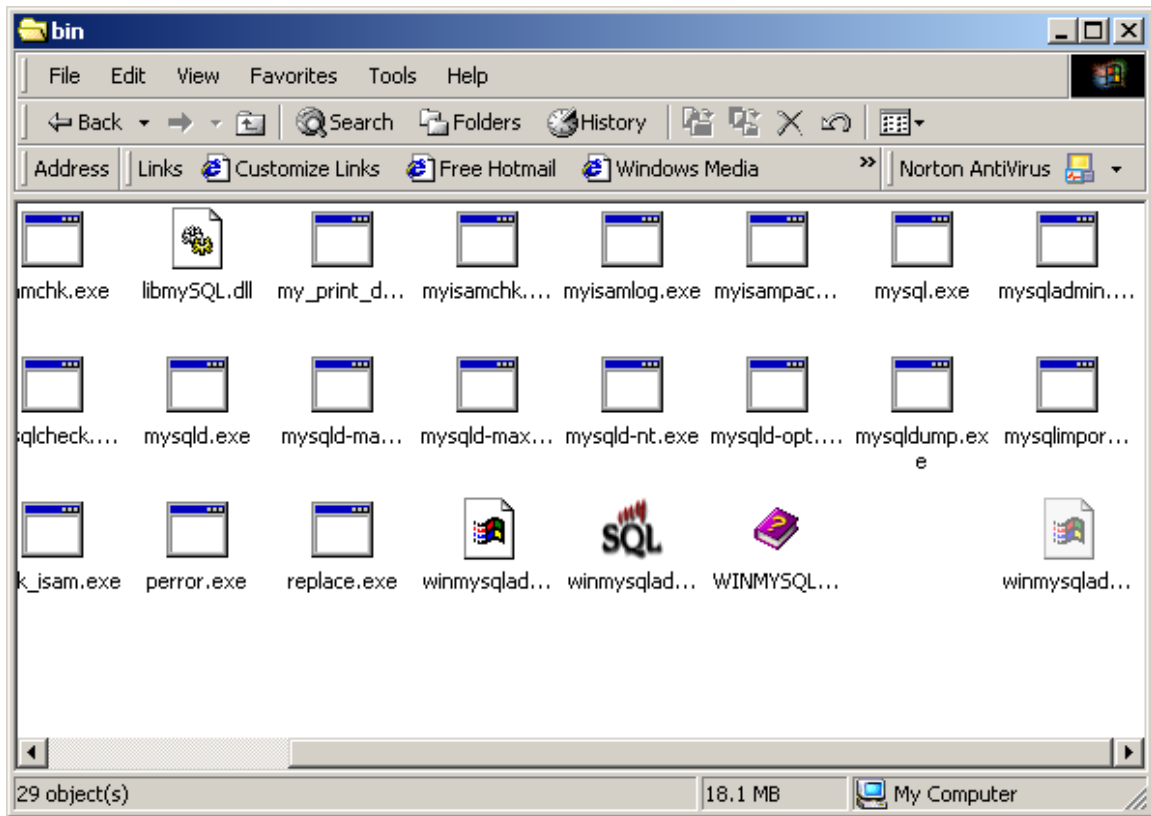 bin
File Edit View Favorites Tools Help
Back Search Folders History
Address Links Customize Links Free Hotmail Windows Media » Norton AntiVirus
mchk.exe libmySQL.dll my_print_d... myisamchk.... myisamlog.exe myisampac... mysql.exe mysqladmin....
qlcheck.... mysqld.exe mysqld-ma... mysqld-max... mysqld-nt.exe mysqld-opt.... mysqldump.ex mysqlimpor...
e
my
SQL
k_isam.exe perror.exe replace.exe winmysqlad... winmysqlad... WINMYSQL... winmysqlad...
29 object(s) 18.1 MB My Computer